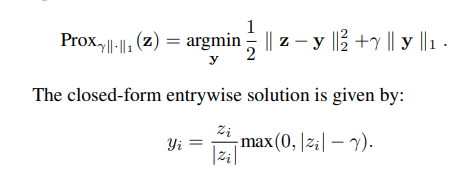 Prox_{γ‖·‖₁}(z) = argmin_y 1/2 ‖ z − y ‖₂² +γ ‖ y ‖₁ .
The closed-form entrywise solution is given by:
y_i = z_i/|z_i| max(0, |z_i| − γ).